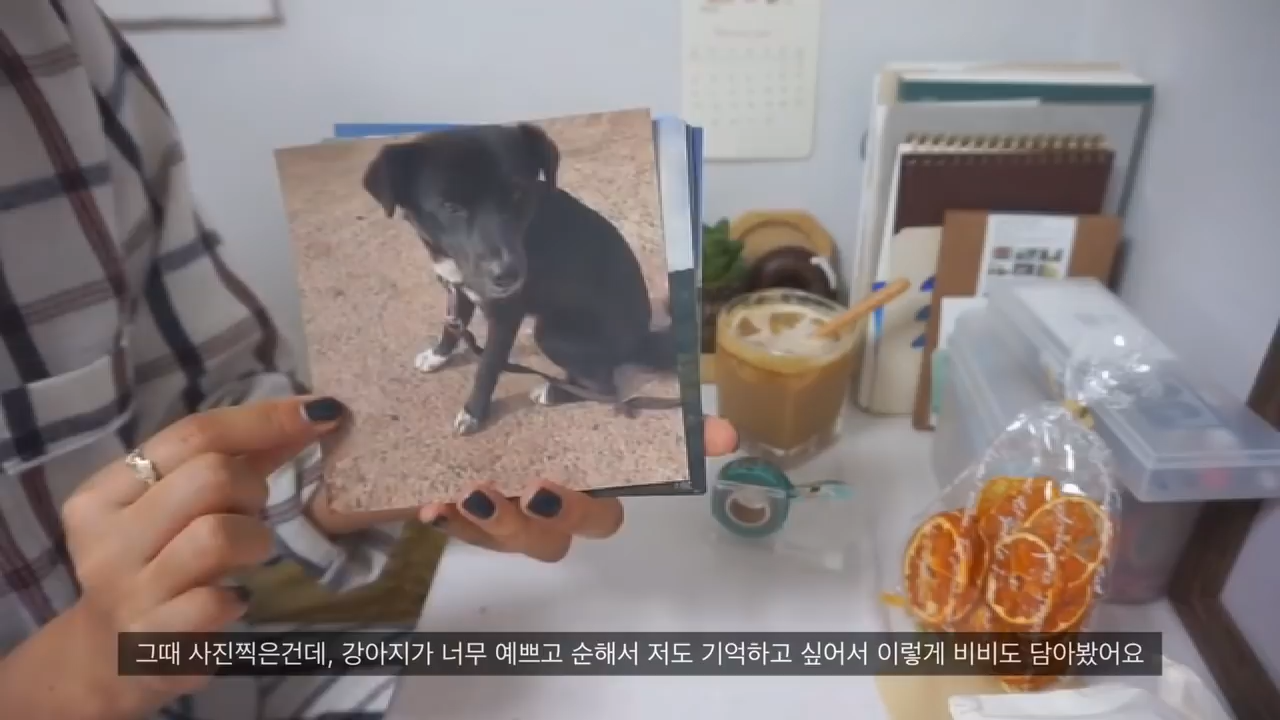 그때 사진찍은건데, 강아지가 너무 예쁘고 순해서 저도 기억하고 싶어서 이렇게 비비도 담아봤어요